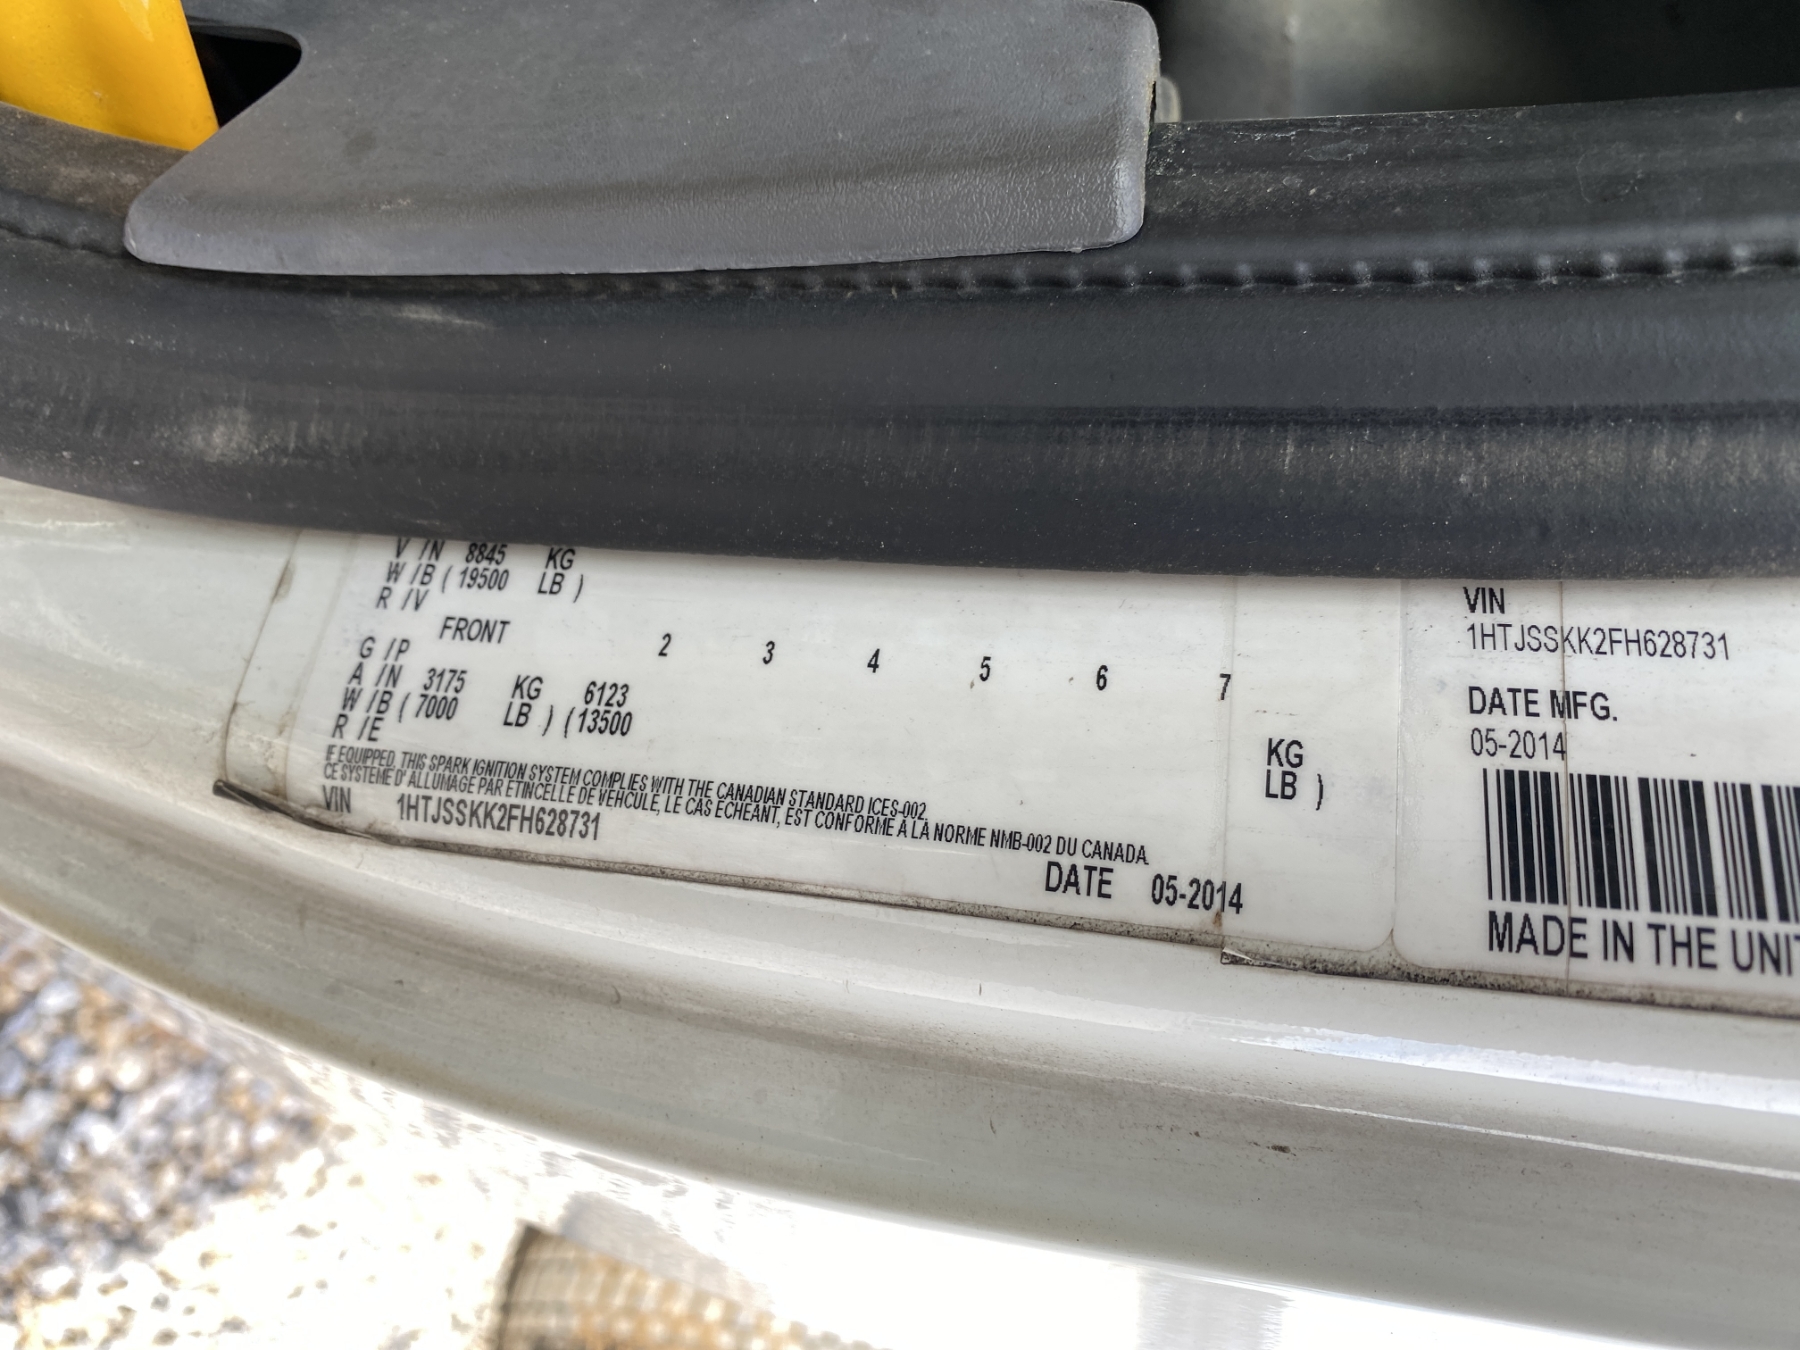 V /N 8845 KG
W /B ( 19500 LB )
R /V
FRONT 2 3 4 5 6 7
G /P
A /N 3175 KG 6123 KG
W /B ( 7000 LB ) (13500 LB )
R /E
IF EQUIPPED, THIS SPARK IGNITION SYSTEM COMPLIES WITH THE CANADIAN STANDARD ICES-002.
CE SYSTEME D' ALLUMAGE PAR ETINCELLE DE VEHCULE, LE CAS ECHEANT, EST CONFORME A LA NORME NMB-002 DU CANADA.
VIN 1HTJSSKK2FH628731
DATE 05-2014
VIN
1HTJSSKK2FH628731
DATE MFG.
05-2014
MADE IN THE UNIT